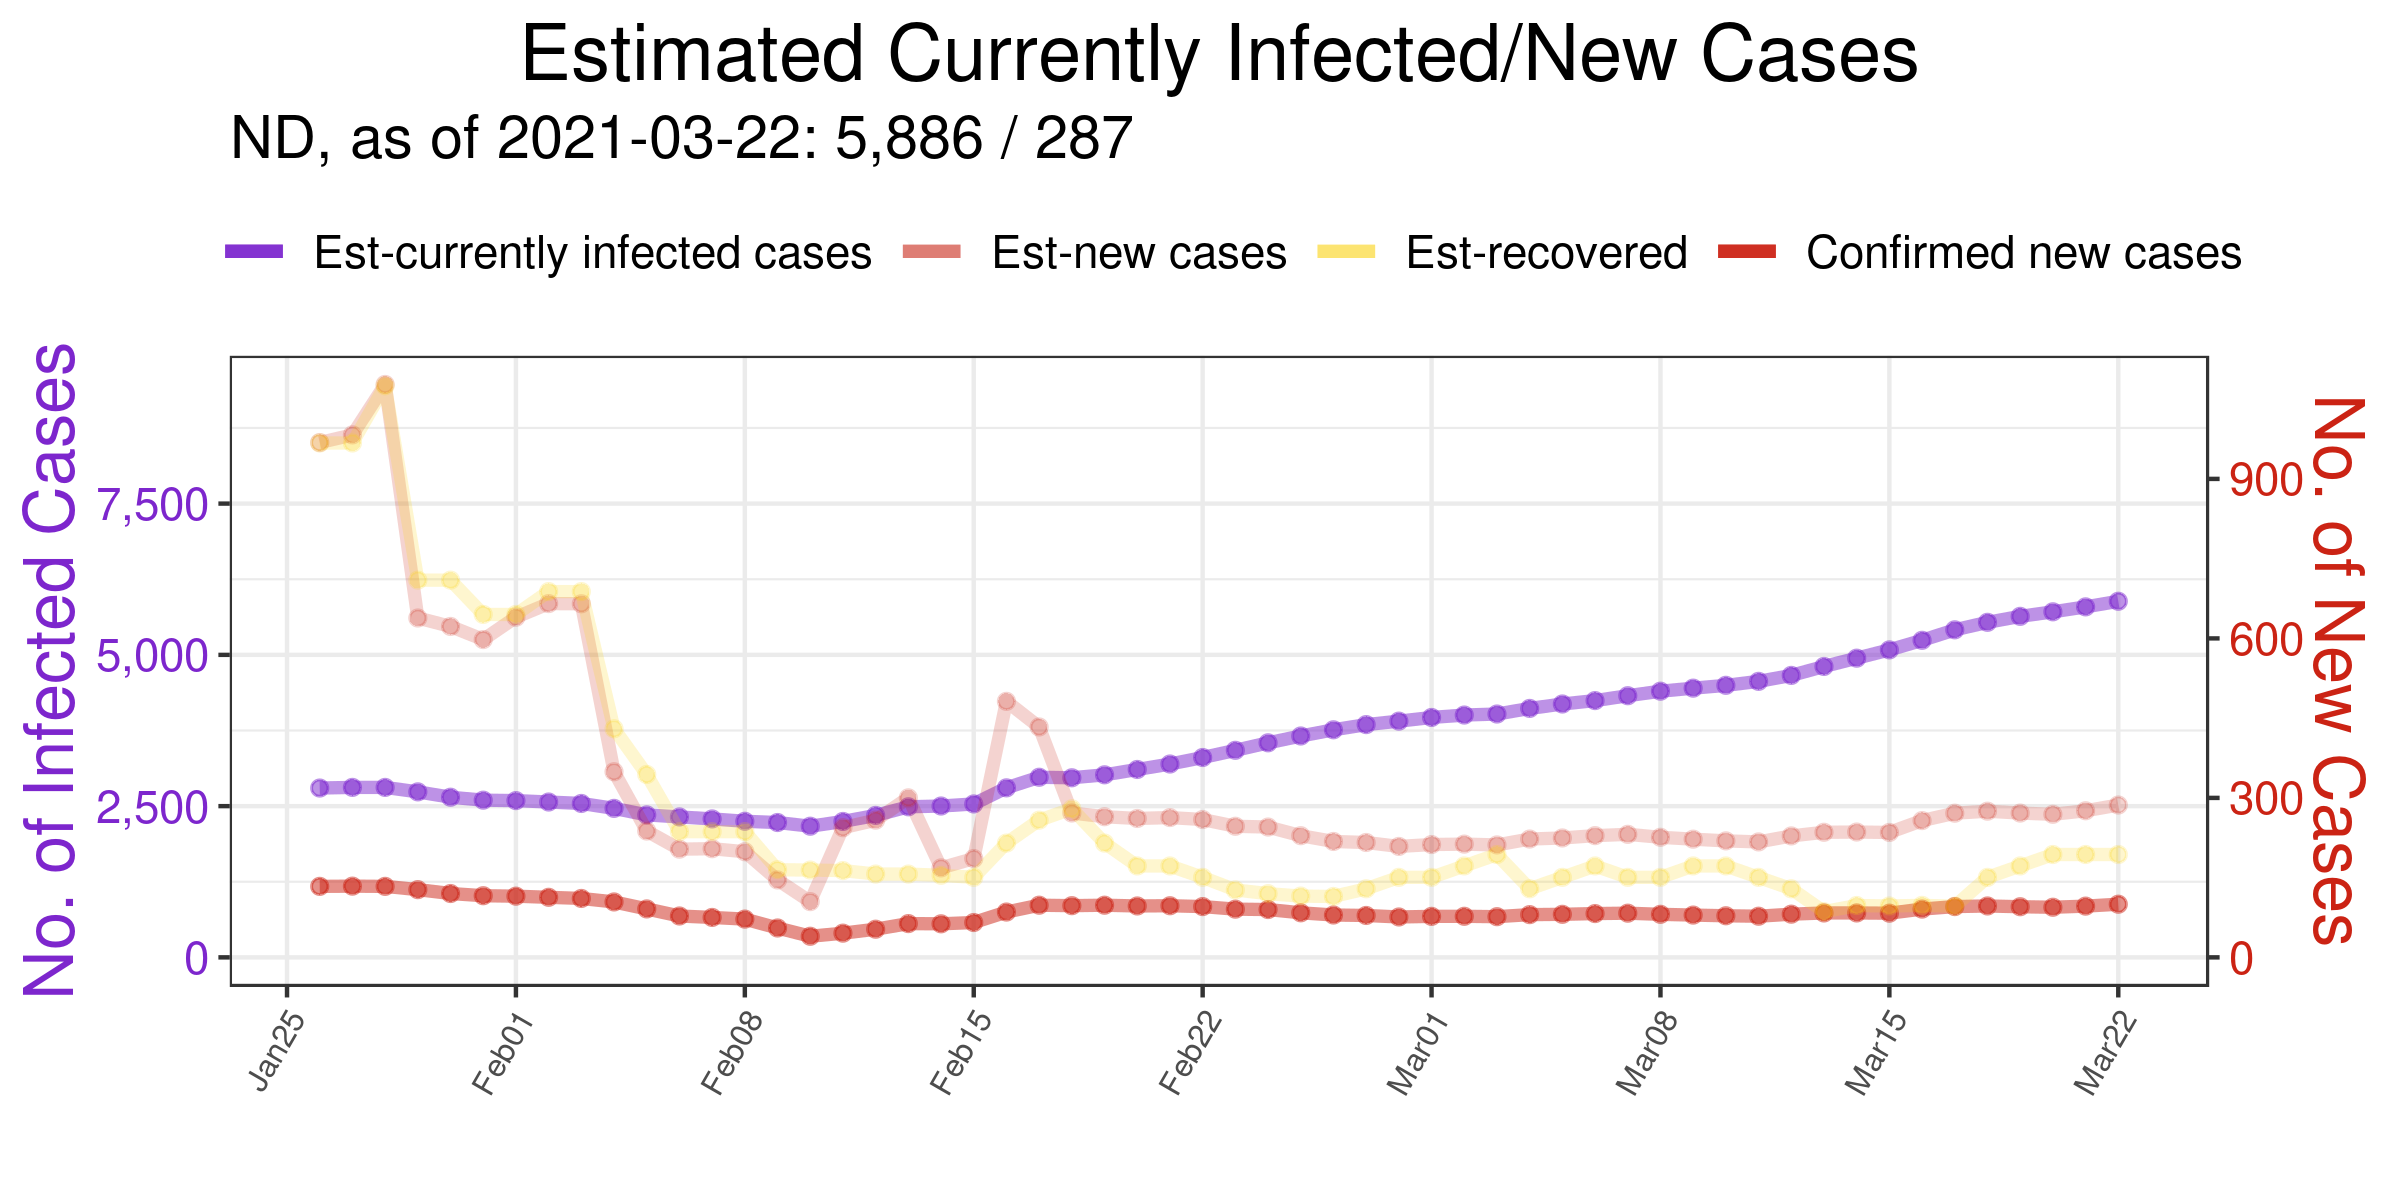 Estimated Currently Infected/New Cases
ND, as of 2021-03-22: 5,886 / 287
Est-currently infected cases Est-new cases Est-recovered Confirmed new cases
No. of Infected Cases
7,500
5,000
2,500
0
900
600
300
0
No. of New Cases
Jan25 Feb01 Feb08 Feb15 Feb22 Mar01 Mar08 Mar15 Mar22